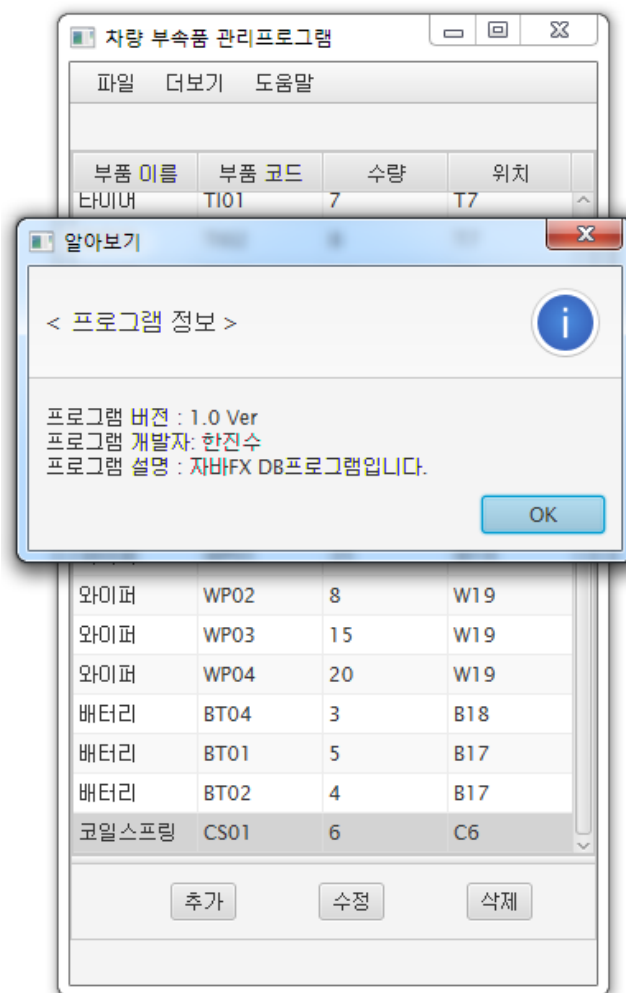 차량 부속품 관리프로그램
파일 더보기 도움말
부품 이름 부품 코드 수량 위치
타이어 TI01 7 T7
알아보기
< 프로그램 정보 >
프로그램 버전 : 1.0 Ver
프로그램 개발자: 한진수
프로그램 설명 : 자바FX DB프로그램입니다.
OK
와이퍼 WP02 8 W19
와이퍼 WP03 15 W19
와이퍼 WP04 20 W19
배터리 BT04 3 B18
배터리 BT01 5 B17
배터리 BT02 4 B17
코일스프링 CS01 6 C6
추가 수정 삭제